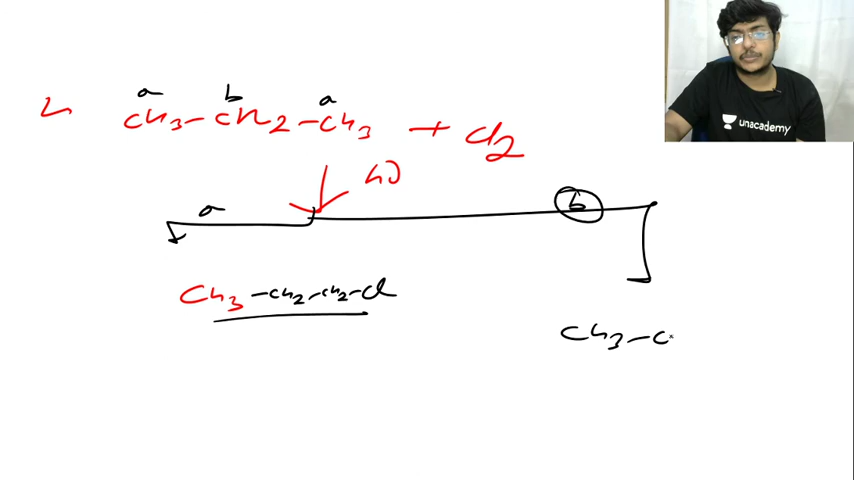 a b a
CH3-CH2-CH3 + Cl2
hν
a b
CH3-CH2-CH2-Cl
CH3-C
unacademy